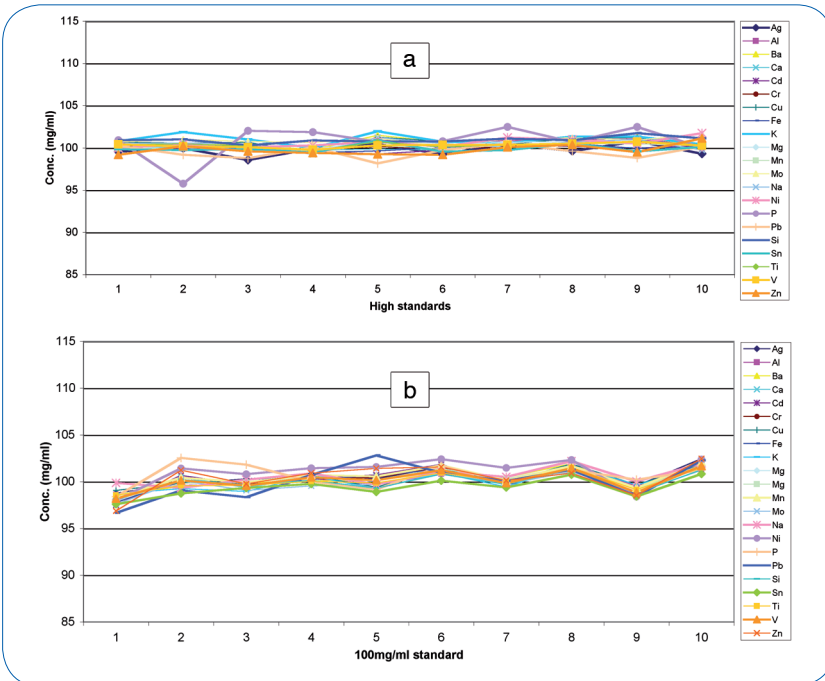 a
115
110
105
100
95
90
85
Conc. (mg/ml)
1 2 3 4 5 6 7 8 9 10
High standards
Ag
Al
Ba
Ca
Cd
Cr
Cu
Fe
K
Mg
Mn
Mo
Na
Ni
P
Pb
Si
Sn
Ti
V
Zn
b
115
110
105
100
95
90
85
Conc. (mg/ml)
1 2 3 4 5 6 7 8 9 10
100mg/ml standard
Ag
Al
Ba
Ca
Cd
Cr
Cu
Fe
K
Mg
Mg
Mn
Mo
Na
Ni
P
Pb
Si
Sn
Ti
V
Zn